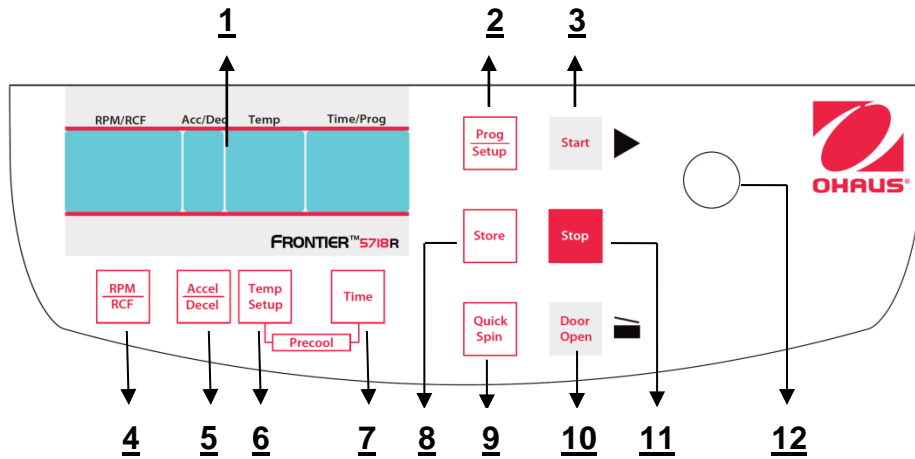 1 2 3
RPM/RCF Acc/Dec Temp Time/Prog
Prog
Setup
Start
OHAUS®
FRONTIER™5718R
Store
Stop
RPM
RCF
Accel
Decel
Temp
Setup
Time
Precool
Quick
Spin
Door
Open
4 5 6 7 8 9 10 11 12